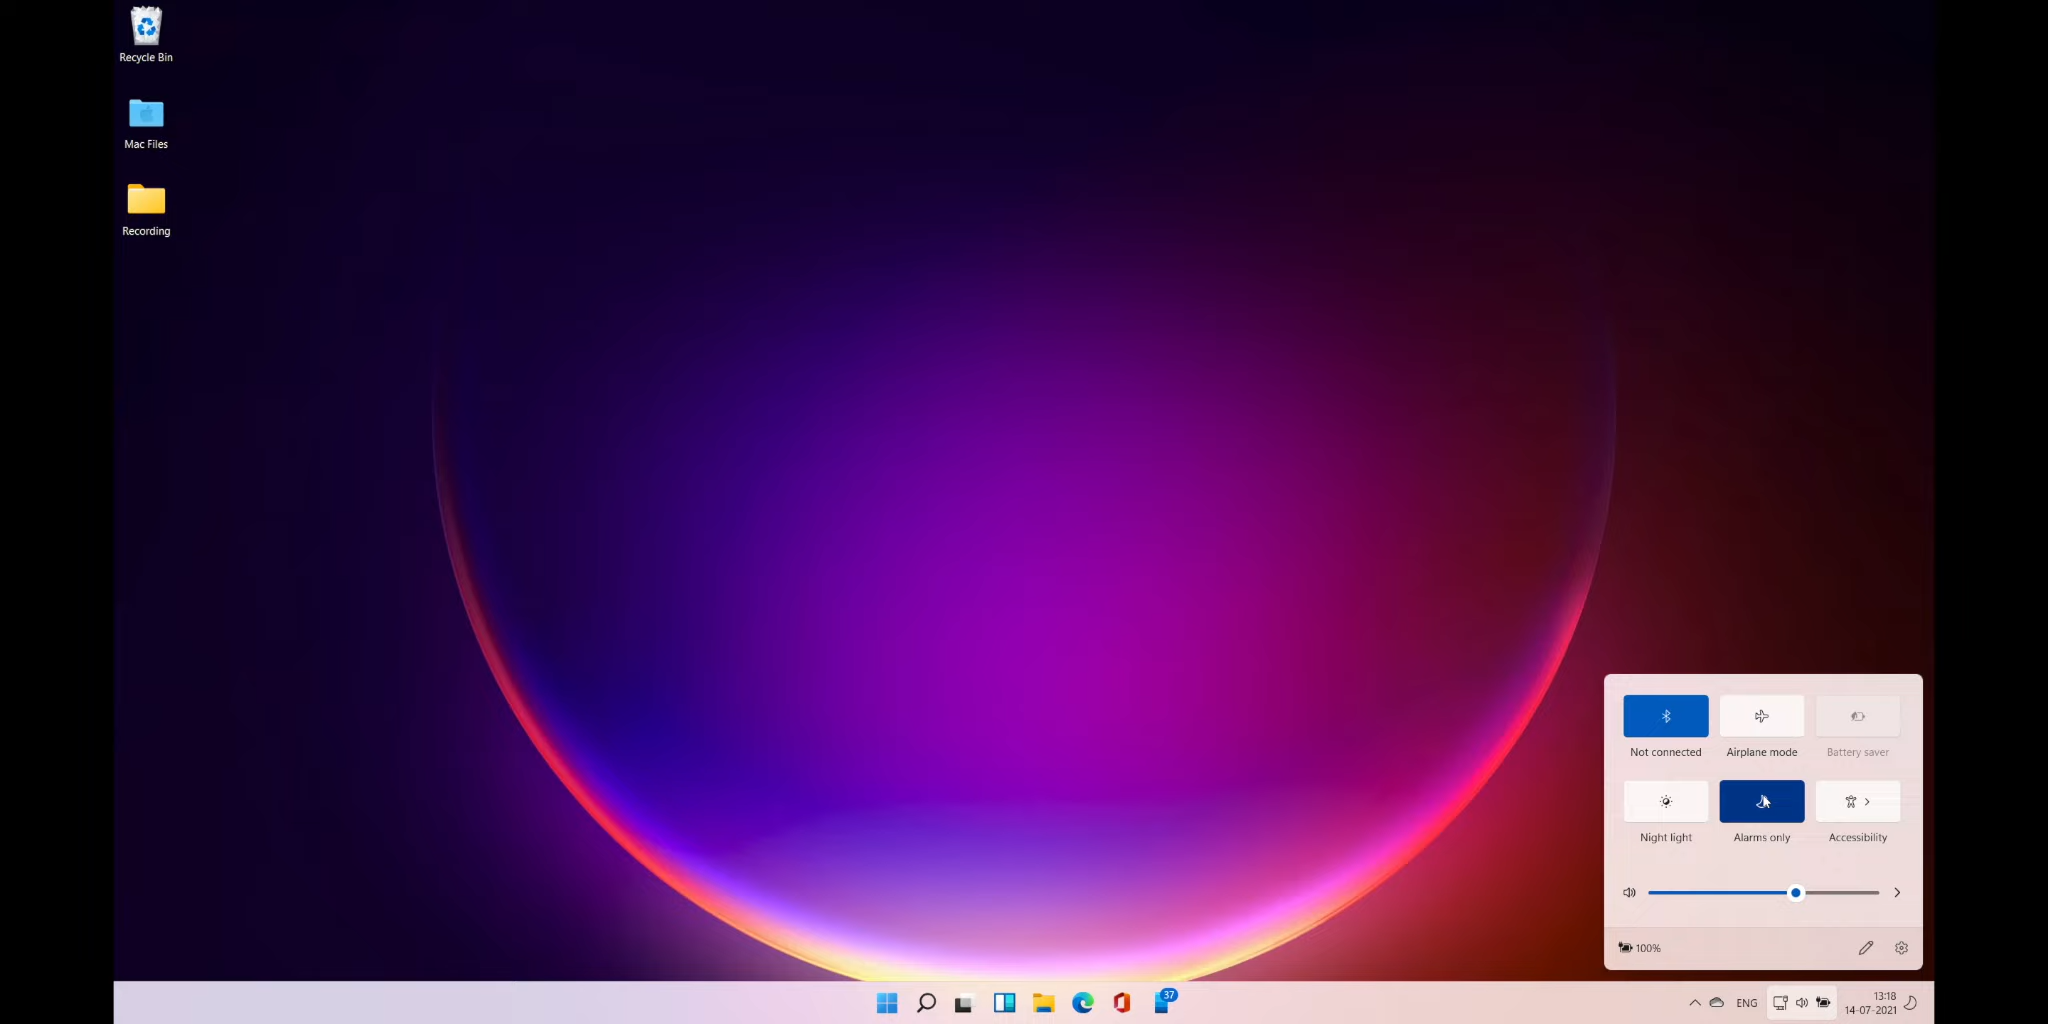 Recycle Bin
Mac Files
Recording
Not connected
Airplane mode
Battery saver
Night light
Alarms only
Accessibility
100%
37
ENG
13:18
14-07-2021